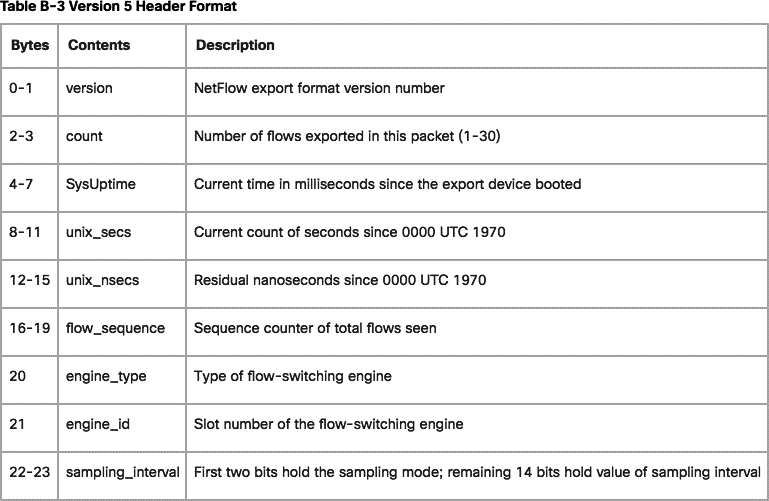 Table B-3 Version 5 Header Format
Bytes Contents Description
0-1 version NetFlow export format version number
2-3 count Number of flows exported in this packet (1-30)
4-7 SysUptime Current time in milliseconds since the export device booted
8-11 unix_secs Current count of seconds since 0000 UTC 1970
12-15 unix_nsecs Residual nanoseconds since 0000 UTC 1970
16-19 flow_sequence Sequence counter of total flows seen
20 engine_type Type of flow-switching engine
21 engine_id Slot number of the flow-switching engine
22-23 sampling_interval First two bits hold the sampling mode; remaining 14 bits hold value of sampling interval